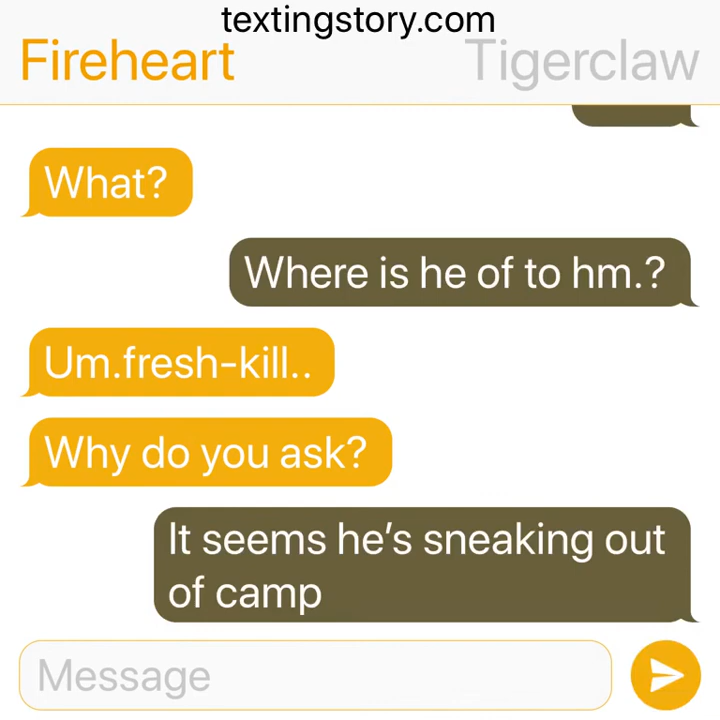 textingstory.com
Fireheart Tigerclaw
What?
Where is he of to hm.?
Um.fresh-kill..
Why do you ask?
It seems he's sneaking out
of camp
Message